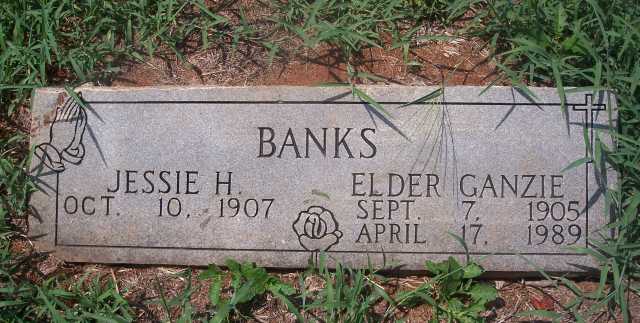 BANKS
JESSIE H.
OCT. 10, 1907
ELDER GANZIE
SEPT. 7, 1905
APRIL 17, 1989